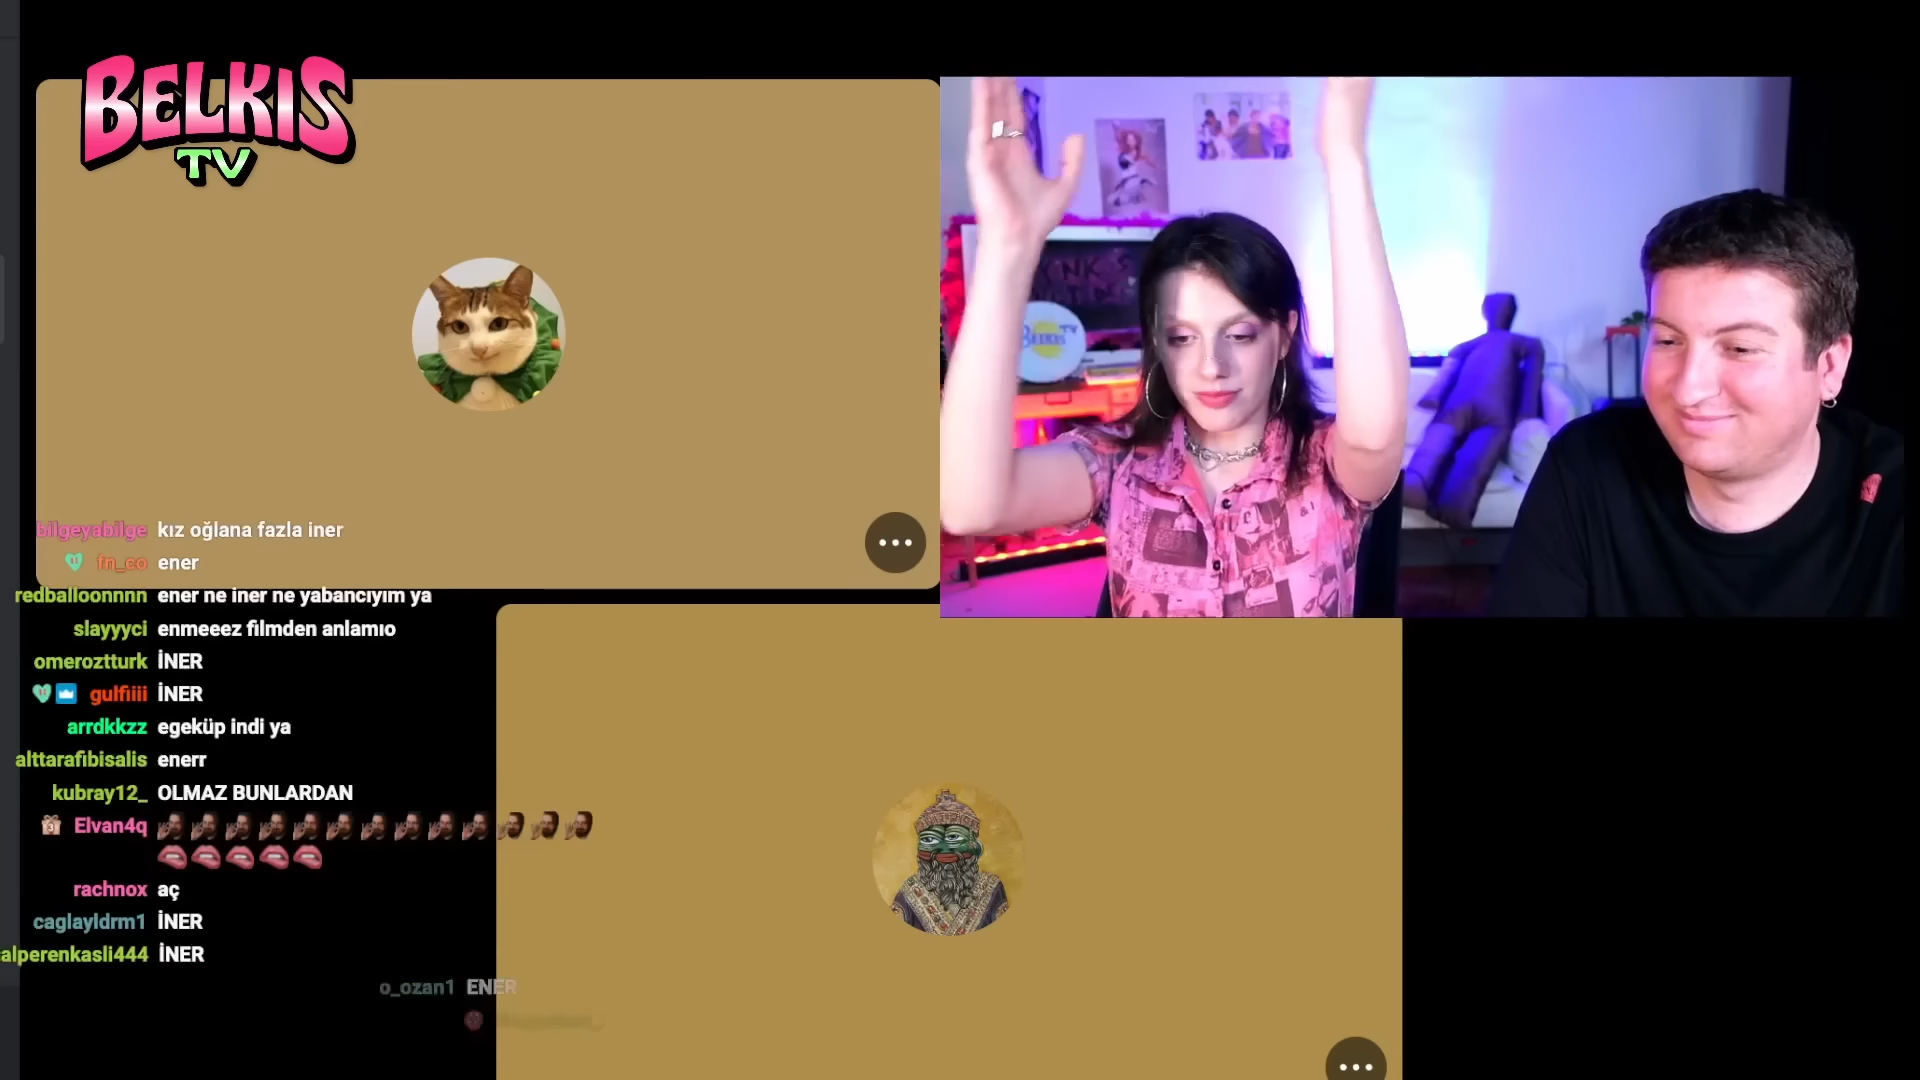 BELKIS
TV
bilgeyabilge kız oğlana fazla iner
fn_co ener
redballoonnnn ener ne iner ne yabancıyım ya
slayyyci enmeeez filmden anlamıo
omeroztturk İNER
gulfiiii İNER
arrdkkzz egeküp indi ya
alttarafibisalis enerr
kubray12_ OLMAZ BUNLARDAN
Elvan4q
rachnox aç
caglayldrm1 İNER
alperenkasli444 İNER
o_ozan1 ENER
BELKIS TV